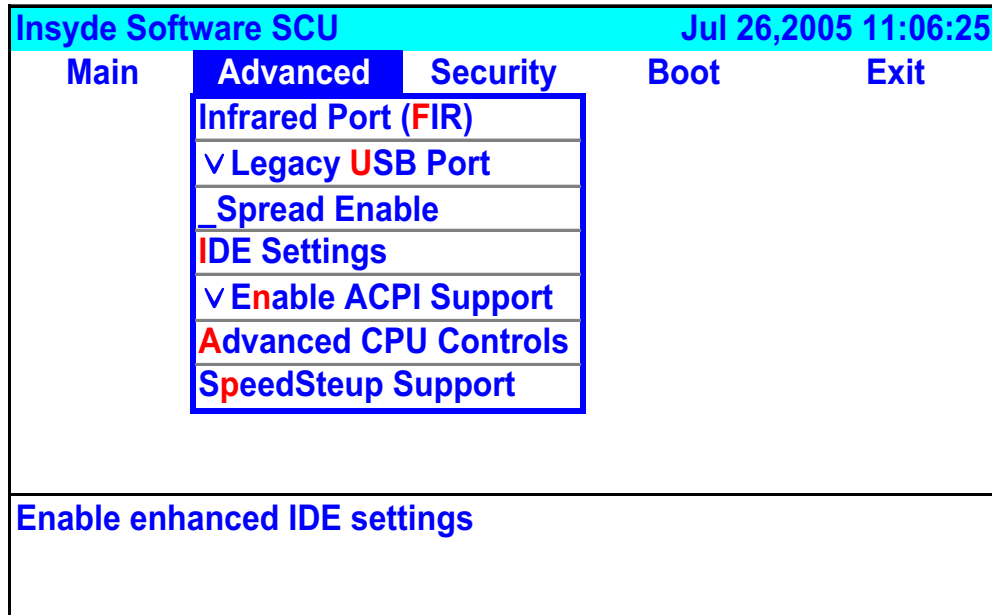 Insyde Software SCU Jul 26,2005 11:06:25
Main Advanced Security Boot Exit
Infrared Port (FIR)
∨ Legacy USB Port
_Spread Enable
IDE Settings
∨ Enable ACPI Support
Advanced CPU Controls
SpeedSteup Support
Enable enhanced IDE settings